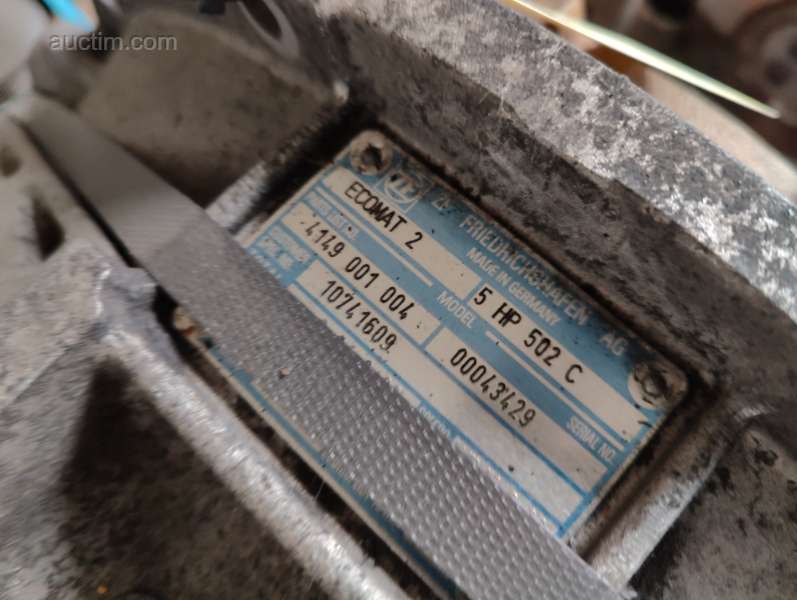 auctim.com
ZF FRIEDRICHSHAFEN AG
MADE IN GERMANY
ECOMAT 2
5 HP 502 C
MODEL
SERIAL NO.
4149 001 004
00043429
10741609